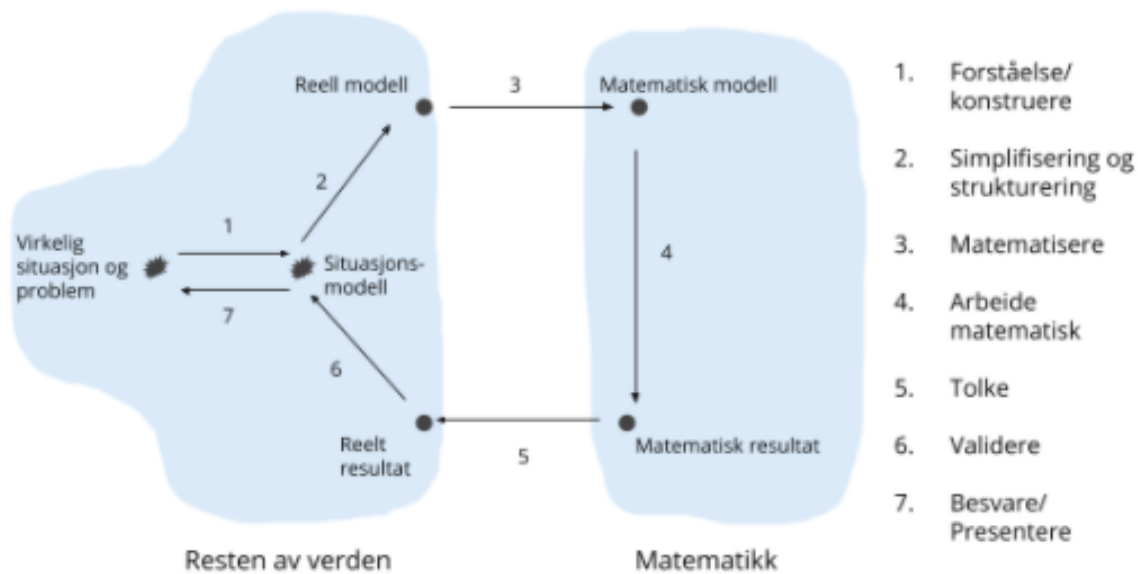 Reell modell
3
Matematisk modell
2
1
Virkelig
situasjon og
problem
Situasjons-
modell
7
4
6
Reelt
resultat
5
Matematisk resultat
Resten av verden
Matematikk
1. Forståelse/
konstruere
2. Simplifisering og
strukturering
3. Matematisere
4. Arbeide
matematisk
5. Tolke
6. Validere
7. Besvare/
Presentere